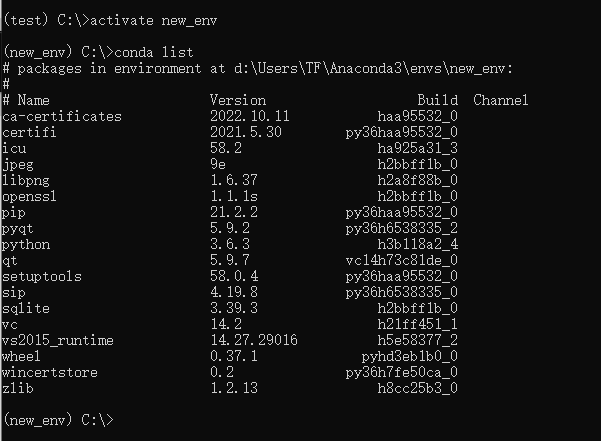 (test) C:\>activate new_env
(new_env) C:\>conda list
# packages in environment at d:\Users\TF\Anaconda3\envs\new_env:
#
# Name Version Build Channel
ca-certificates 2022.10.11 haa95532_0
certifi 2021.5.30 py36haa95532_0
icu 58.2 ha925a31_3
jpeg 9e h2bbff1b_0
libpng 1.6.37 h2a8f88b_0
openssl 1.1.1s h2bbff1b_0
pip 21.2.2 py36haa95532_0
pyqt 5.9.2 py36h6538335_2
python 3.6.3 h3b118a2_4
qt 5.9.7 vc14h73c81de_0
setuptools 58.0.4 py36haa95532_0
sip 4.19.8 py36h6538335_0
sqlite 3.39.3 h2bbff1b_0
vc 14.2 h21ff451_1
vs2015_runtime 14.27.29016 h5e58377_2
wheel 0.37.1 pyhd3eb1b0_0
wincertstore 0.2 py36h7fe50ca_0
zlib 1.2.13 h8cc25b3_0
(new_env) C:\>